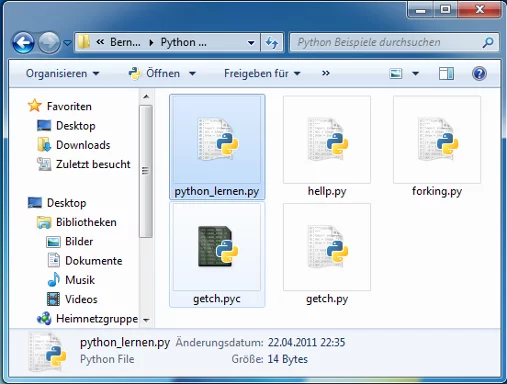 « Bern... ▸ Python ... Python Beispiele durchsuchen
Organisieren Öffnen Freigeben für »
Favoriten
Desktop
Downloads
Zuletzt besucht
Desktop
Bibliotheken
Bilder
Dokumente
Musik
Videos
Heimnetzgruppe
python_lernen.py hellp.py forking.py
getch.pyc getch.py
python_lernen.py Änderungsdatum: 22.04.2011 22:35
Python File Größe: 14 Bytes